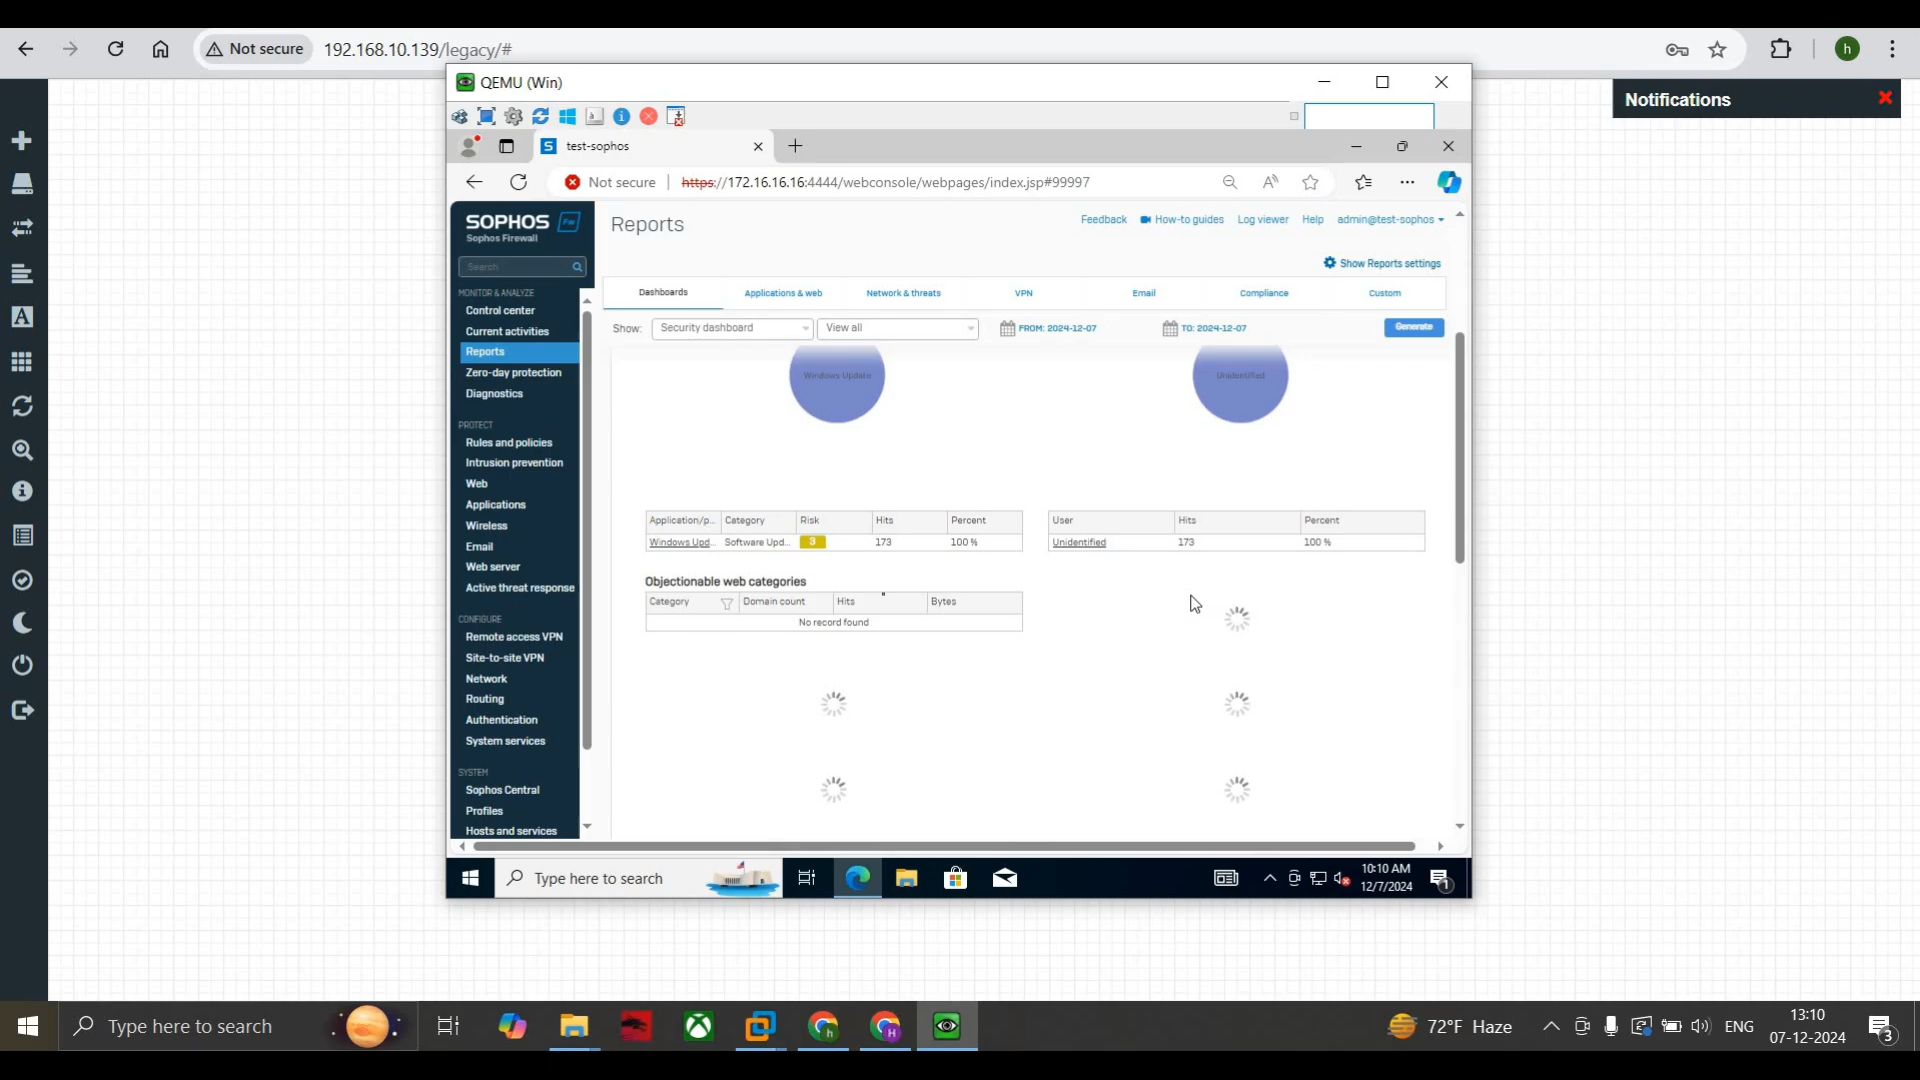 Not secure
192.168.10.139/legacy/#
h
QEMU (Win)
Notifications
test-sophos
Not secure
https://172.16.16.16:4444/webconsole/webpages/index.jsp#99997
SOPHOS
Sophos Firewall
Reports
Feedback
How-to guides
Log viewer
Help
admin@test-sophos
Search
Show Reports settings
MONITOR & ANALYZE
Control center
Current activities
Reports
Zero-day protection
Diagnostics
PROTECT
Rules and policies
Intrusion prevention
Web
Applications
Wireless
Email
Web server
Active threat response
CONFIGURE
Remote access VPN
Site-to-site VPN
Network
Routing
Authentication
System services
SYSTEM
Sophos Central
Profiles
Hosts and services
Dashboards
Applications & web
Network & threats
VPN
Email
Compliance
Custom
Show:
Security dashboard
View all
FROM: 2024-12-07
TO: 2024-12-07
Generate
Windows Update
Unidentified
Application/p... Category Risk Hits Percent
Windows Upd... Software Upd... 3 173 100 %
User Hits Percent
Unidentified 173 100 %
Objectionable web categories
Category Domain count Hits Bytes
No record found
Type here to search
10:10 AM
12/7/2024
1
Type here to search
72°F Haze
ENG
13:10
07-12-2024
3